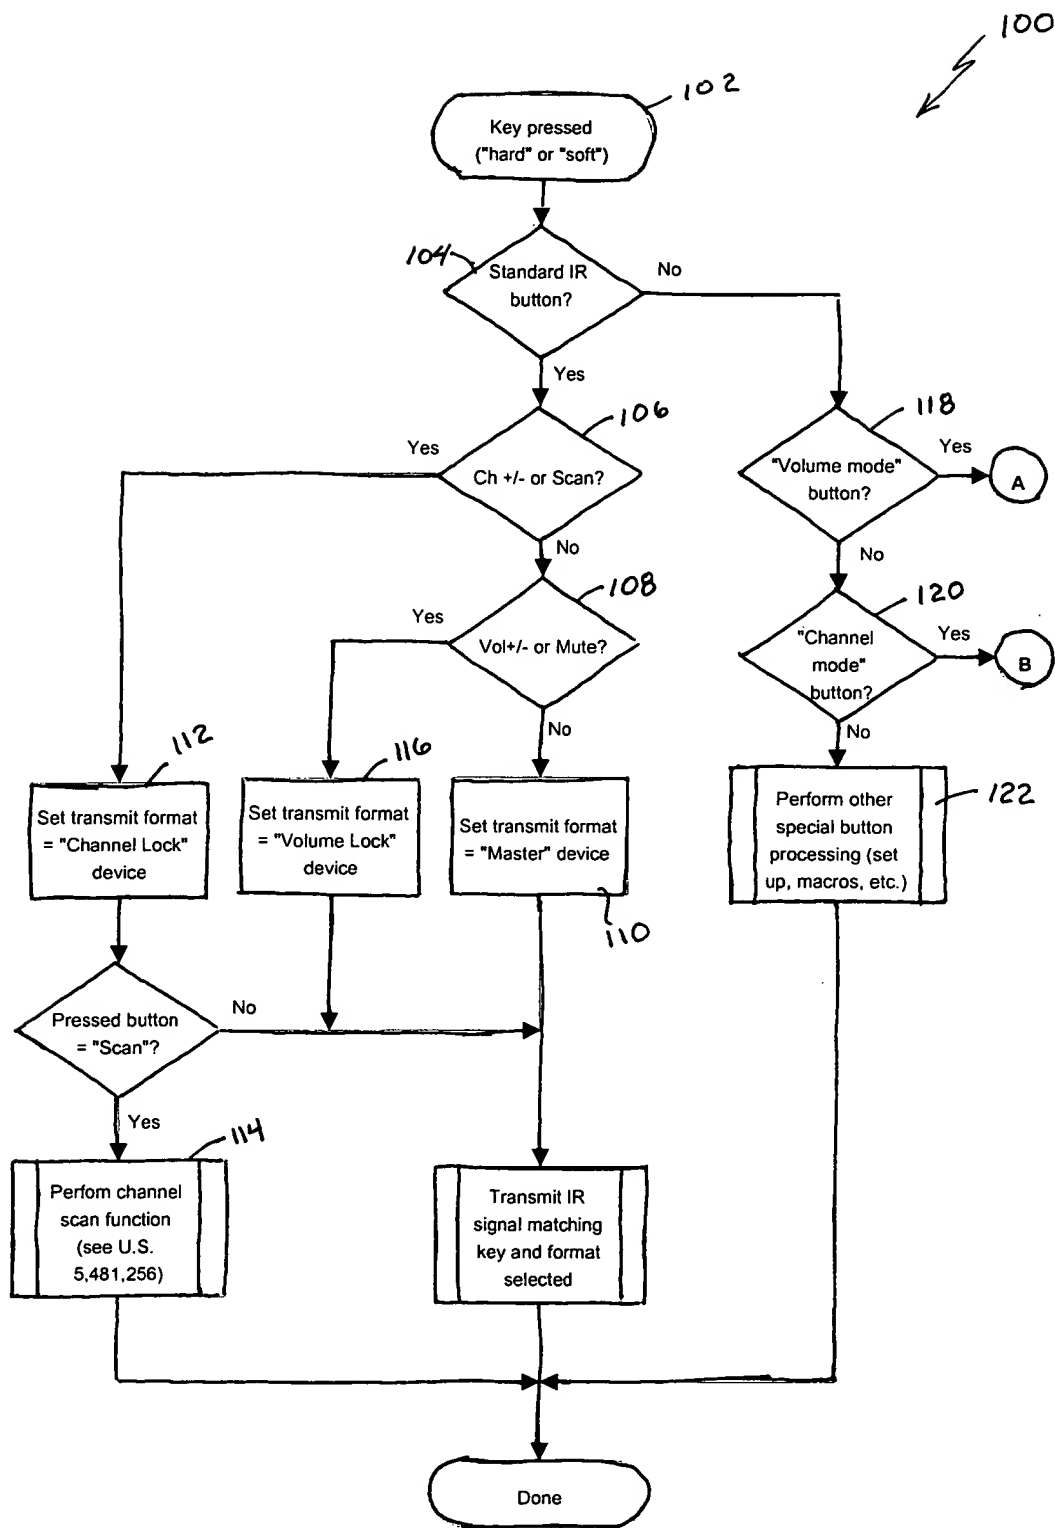 100
102
Key pressed
("hard" or "soft")
104
Standard IR
button?
No
Yes
106
118
Yes
Ch +/- or Scan?
"Volume mode"
button?
Yes
A
No
No
108
120
Yes
Vol+/- or Mute?
"Channel
mode"
button?
Yes
B
No
No
112
116
Set transmit format
= "Channel Lock"
device
Set transmit format
= "Volume Lock"
device
Set transmit format
= "Master" device
110
Perform other
special button
processing (set
up, macros, etc.)
122
Pressed button
= "Scan"?
No
Yes
114
Perfom channel
scan function
(see U.S.
5,481,256)
Transmit IR
signal matching
key and format
selected
Done